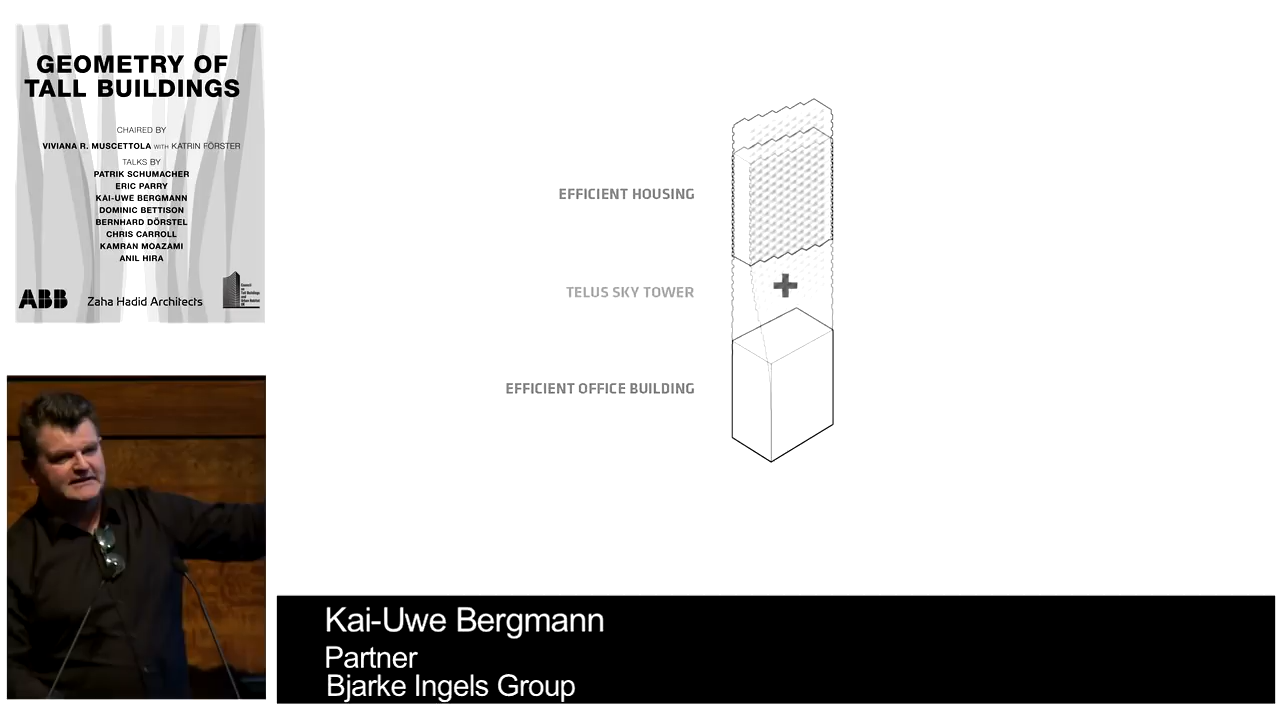 GEOMETRY OF
TALL BUILDINGS
CHAIRED BY
VIVIANA R. MUSCETTOLA WITH KATRIN FÖRSTER
TALKS BY
PATRIK SCHUMACHER
ERIC PARRY
KAI-UWE BERGMANN
DOMINIC BETTISON
BERNHARD DÖRSTEL
CHRIS CARROLL
KAMRAN MOAZAMI
ANIL HIRA
ABB
Zaha Hadid Architects
EFFICIENT HOUSING
TELUS SKY TOWER
EFFICIENT OFFICE BUILDING
Kai-Uwe Bergmann
Partner
Bjarke Ingels Group